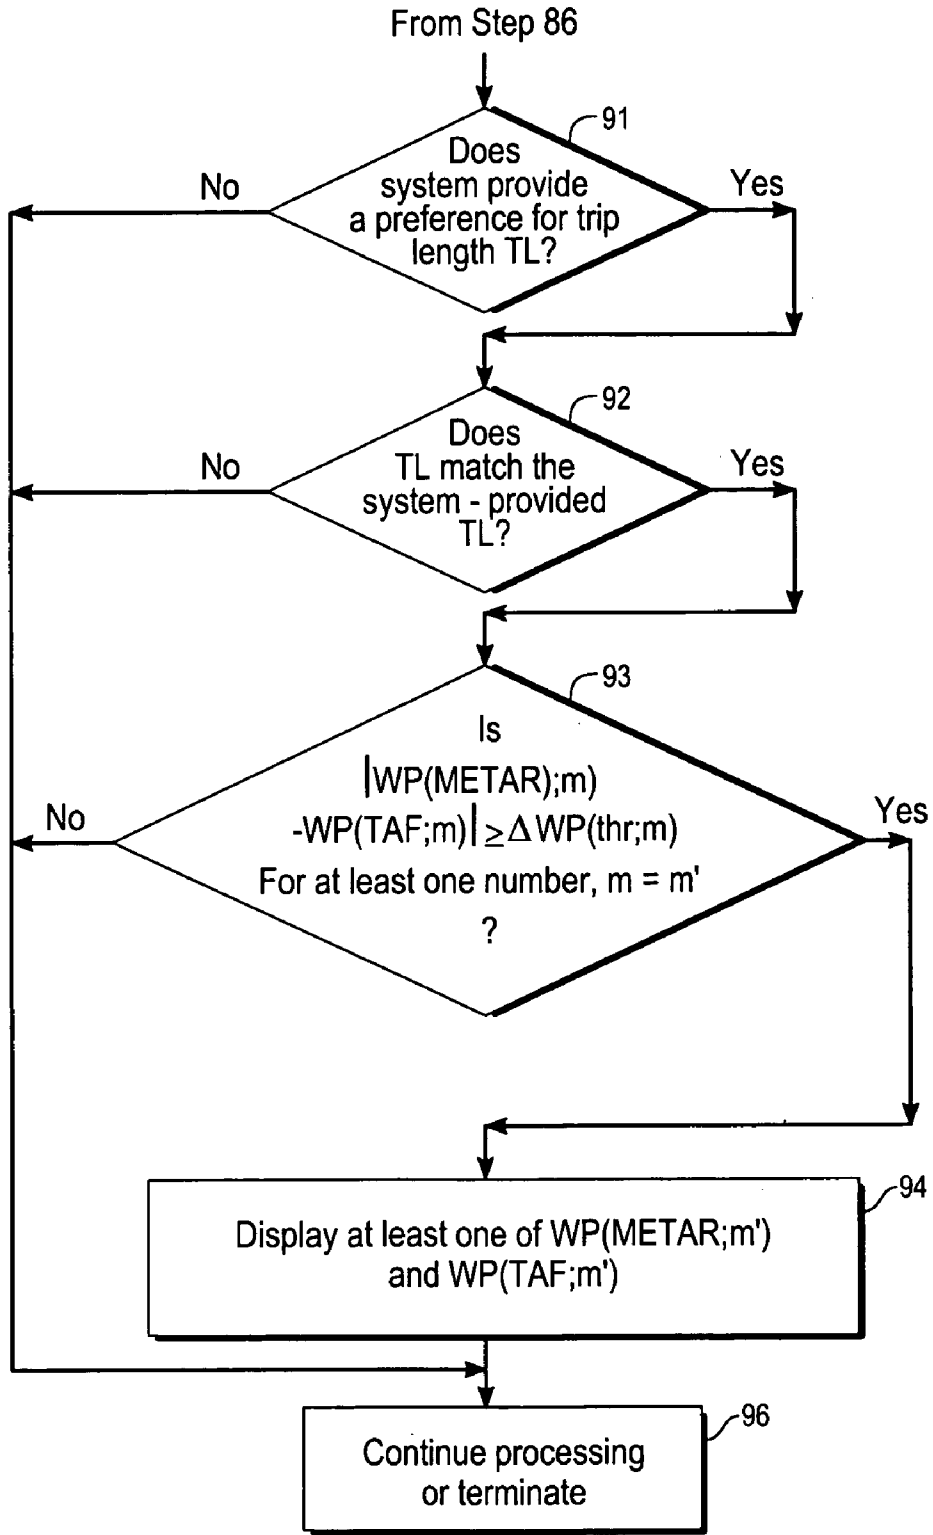 From Step 86
91
Does
system provide
a preference for trip
length TL?
No
Yes
92
Does
TL match the
system - provided
TL?
No
Yes
93
Is
|WP(METAR);m)
-WP(TAF;m)| ≥ΔWP(thr;m)
For at least one number, m = m'
?
No
Yes
94
Display at least one of WP(METAR;m')
and WP(TAF;m')
96
Continue processing
or terminate